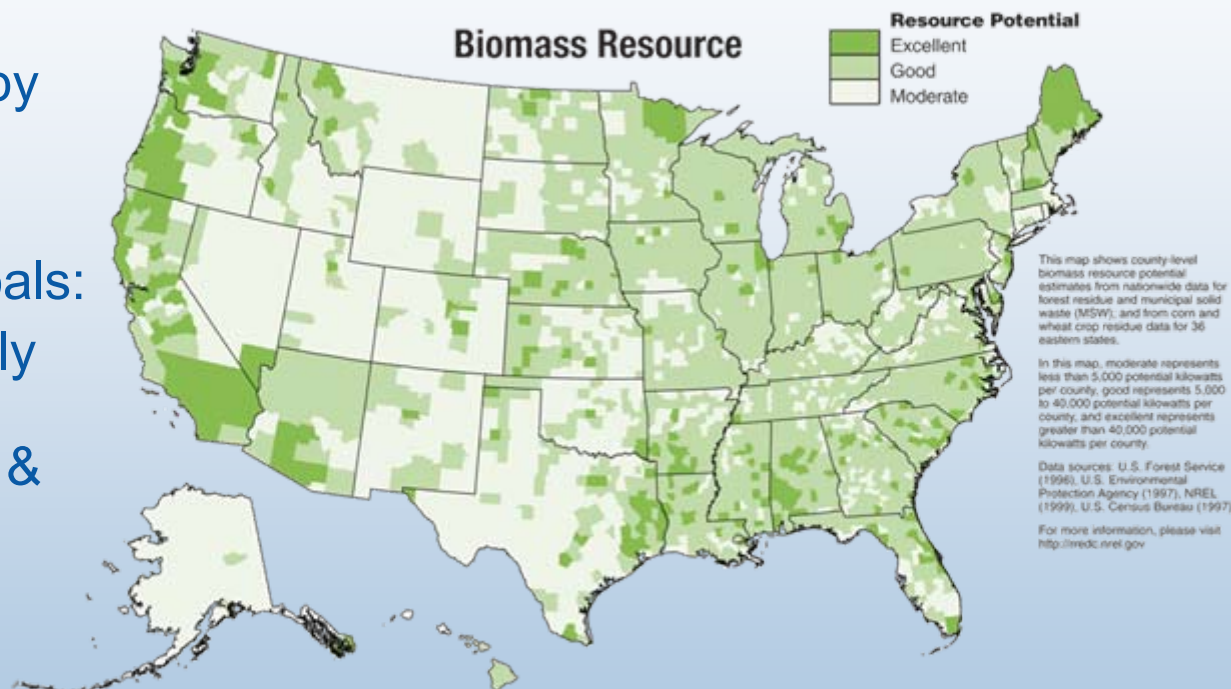 by
oals:
ly
&
Biomass Resource
Resource Potential
Excellent
Good
Moderate
This map shows county-level
biomass resource potential
estimates from nationwide data for
forest residue and municipal solid
waste (MSW); and from corn and
wheat crop residue data for 36
eastern states.
In this map, moderate represents
less than 5,000 potential kilowatts
per county, good represents 5,000
to 40,000 potential kilowatts per
county, and excellent represents
greater than 40,000 potential
kilowatts per county.
Data sources: U.S. Forest Service
(1996), U.S. Environmental
Protection Agency (1997), NREL
(1999), U.S. Census Bureau (1997)
For more information, please visit
http://rredc.nrel.gov